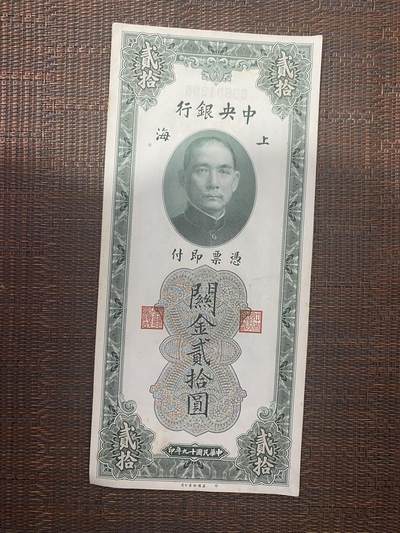 貳拾 貳拾
中央銀行
上海
憑票即付
關金貳拾圓
貳拾 貳拾
中華民國十九年印